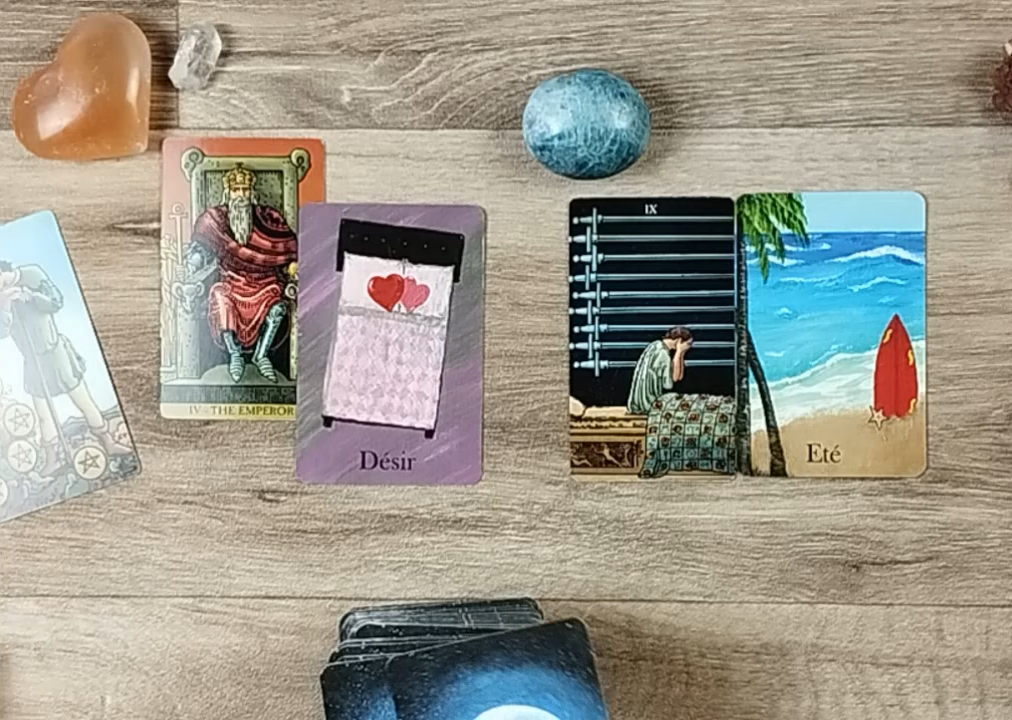 IV - THE EMPEROR
Désir
IX
Eté